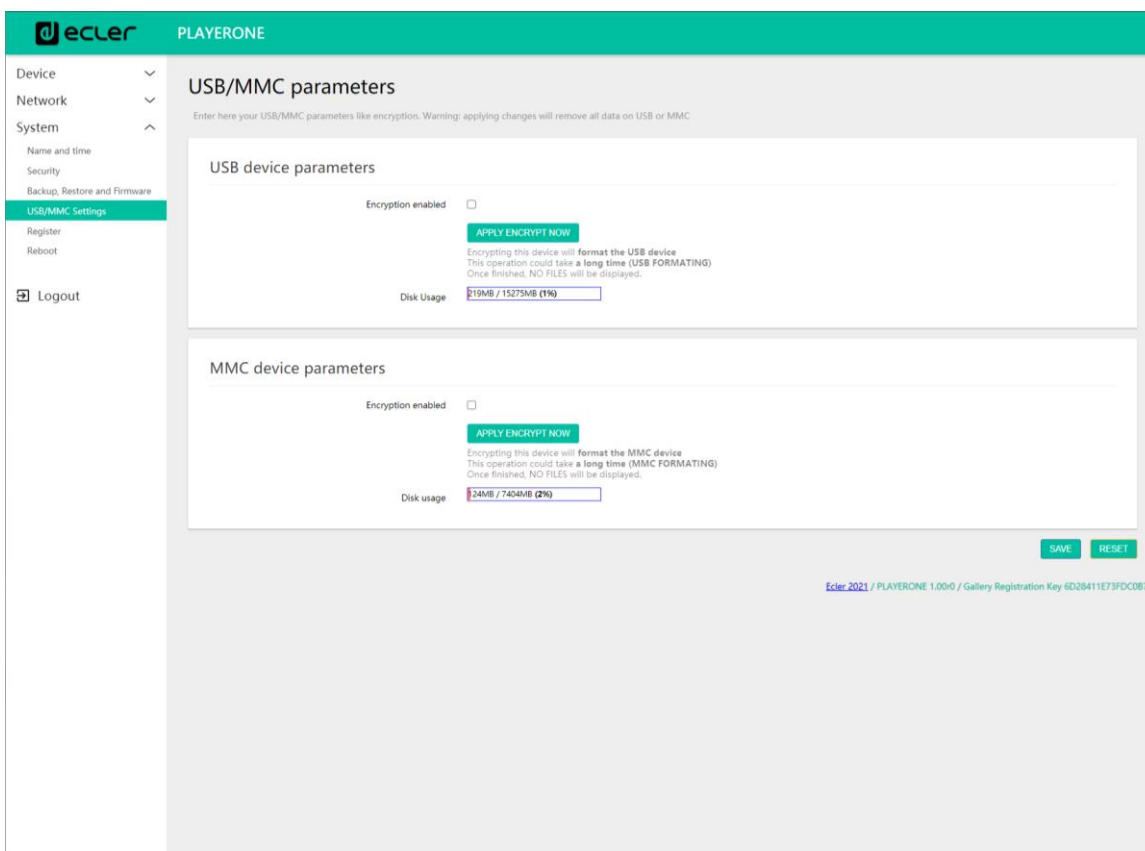 ecler
PLAYERONE
Device
Network
System
Name and time
Security
Backup, Restore and Firmware
USB/MMC Settings
Register
Reboot
Logout
USB/MMC parameters
Enter here your USB/MMC parameters like encryption. Warning: applying changes will remove all data on USB or MMC
USB device parameters
Encryption enabled
APPLY ENCRYPT NOW
Encrypting this device will format the USB device
This operation could take a long time (USB FORMATING)
Once finished, NO FILES will be displayed.
Disk Usage 219MB / 15275MB (1%)
MMC device parameters
Encryption enabled
APPLY ENCRYPT NOW
Encrypting this device will format the MMC device
This operation could take a long time (MMC FORMATING)
Once finished, NO FILES will be displayed.
Disk usage 124MB / 7404MB (2%)
SAVE RESET
Ecler 2021 / PLAYERONE 1.00r0 / Gallery Registration Key